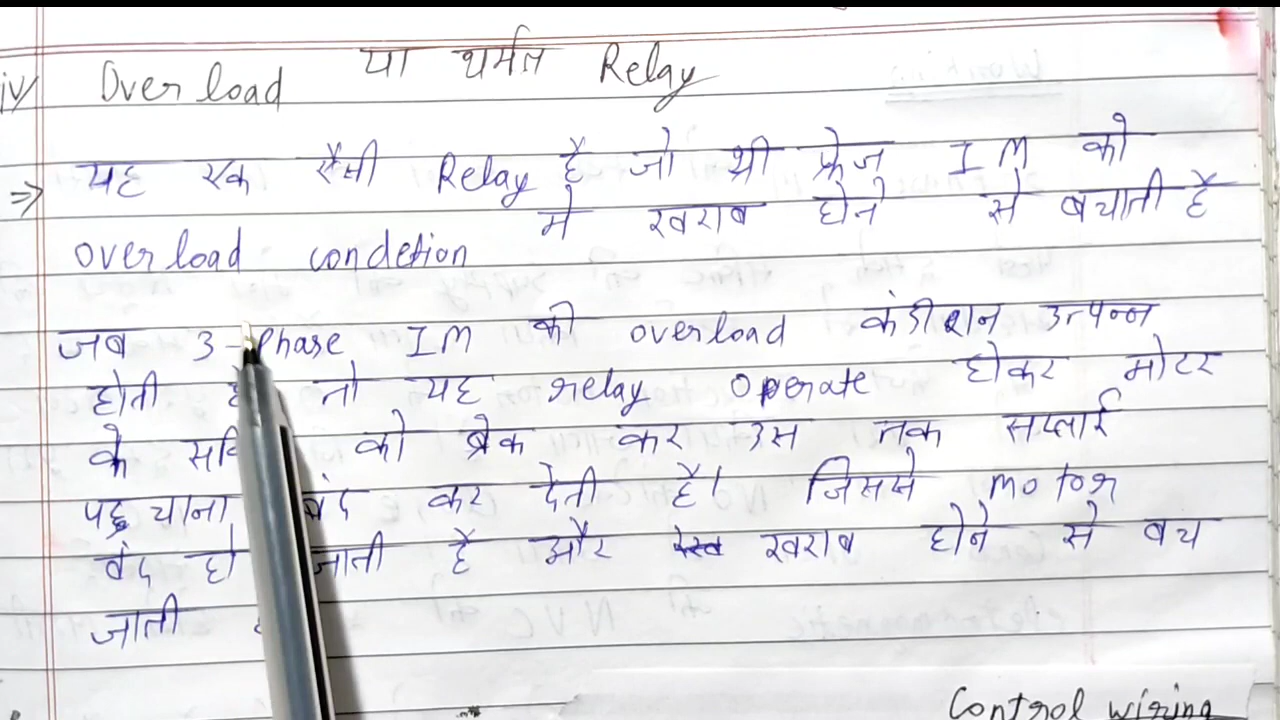 iv) Over load या थर्मल Relay
⇒ यह एक ऐसी Relay है जो थ्री फेज IM को
overload condetion मे खराब होने से बचाती है
जब 3-Phase IM की overload कंडीशन उत्पन्न
होती है तो यह relay operate होकर मोटर
के को ब्रेक कर उस तक सप्लाई
पहुचाना बंद कर देती है। जिससे motor
बंद हो जाती है और खराब होने से बच
जाती
Control wiring